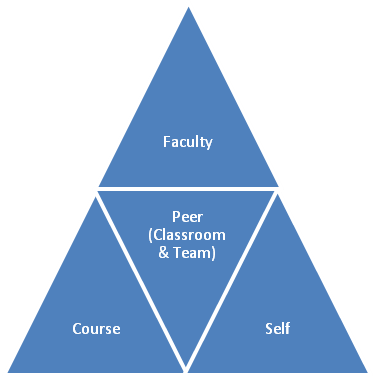 Faculty
Peer
(Classroom
& Team)
Course
Self